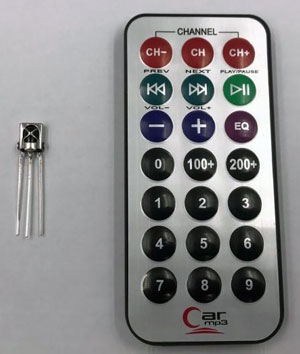 CHANNEL
CH− CH CH+
PREV NEXT PLAY/PAUSE
VOL− VOL+
− + EQ
0 100+ 200+
1 2 3
4 5 6
7 8 9
Car
mp3